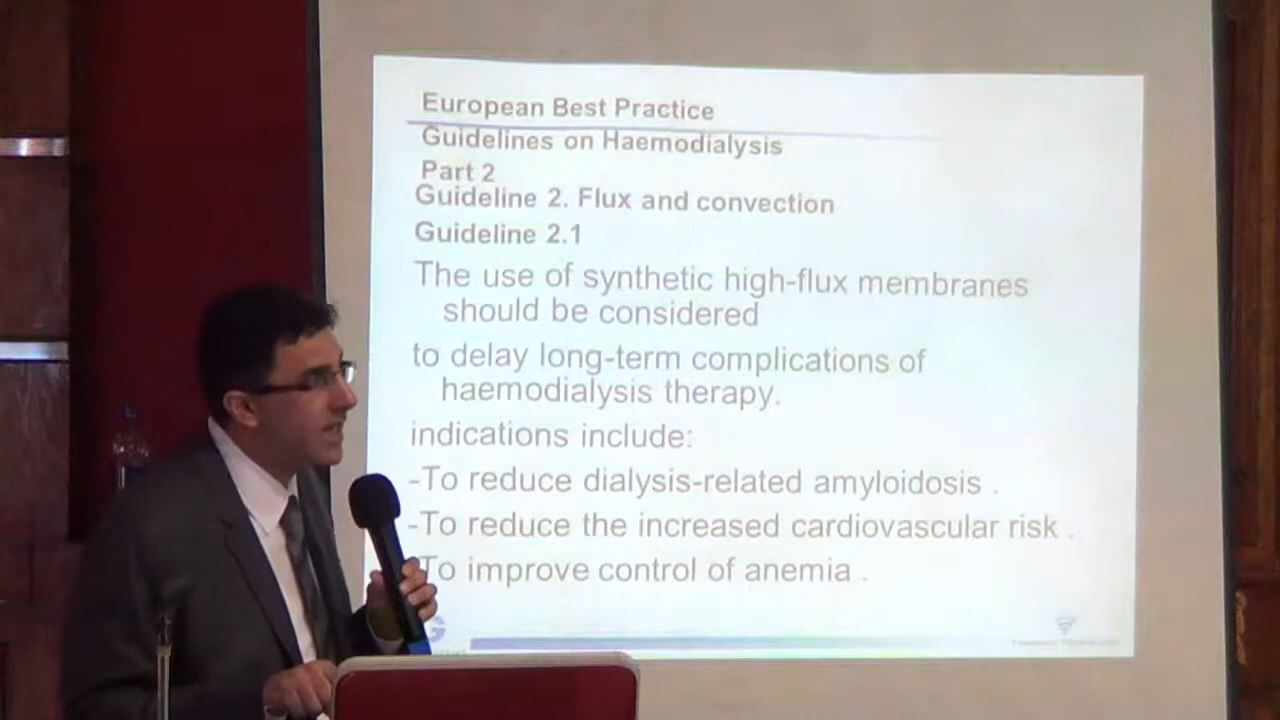 European Best Practice
Guidelines on Haemodialysis
Part 2
Guideline 2. Flux and convection
Guideline 2.1
The use of synthetic high-flux membranes
should be considered
to delay long-term complications of
haemodialysis therapy.
indications include:
-To reduce dialysis-related amyloidosis .
-To reduce the increased cardiovascular risk .
To improve control of anemia .
G